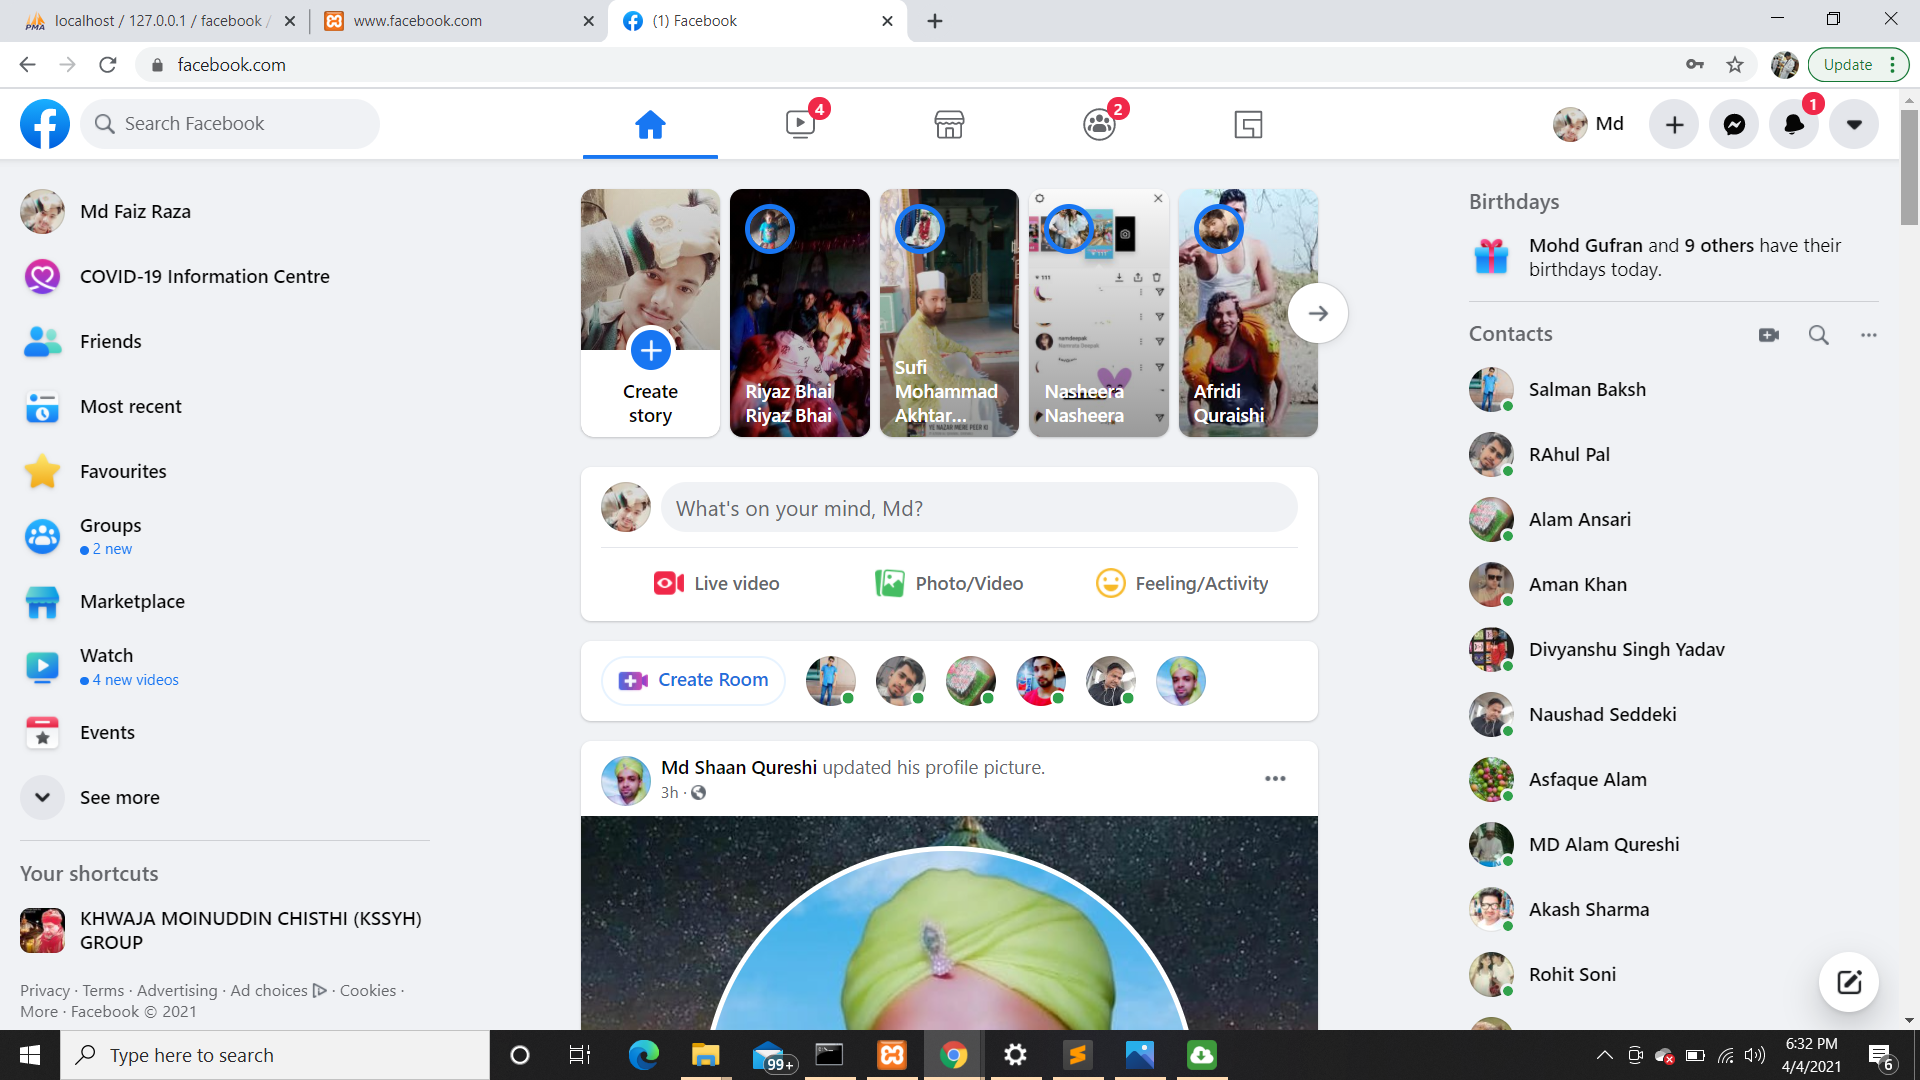 localhost / 127.0.0.1 / facebook /
www.facebook.com
(1) Facebook
facebook.com
Update
Search Facebook
4
2
Md
1
Md Faiz Raza
COVID-19 Information Centre
Friends
Most recent
Favourites
Groups
2 new
Marketplace
Watch
4 new videos
Events
See more
Your shortcuts
KHWAJA MOINUDDIN CHISTHI (KSSYH)
GROUP
Privacy · Terms · Advertising · Ad choices · Cookies ·
More · Facebook © 2021
Create
story
Riyaz Bhai
Riyaz Bhai
Sufi
Mohammad
Akhtar...
YE NAZAR MERE PEER KI
Nasheera
Nasheera
Afridi
Quraishi
What's on your mind, Md?
Live video
Photo/Video
Feeling/Activity
Create Room
Md Shaan Qureshi updated his profile picture.
3h ·
Birthdays
Mohd Gufran and 9 others have their
birthdays today.
Contacts
Salman Baksh
RAhul Pal
Alam Ansari
Aman Khan
Divyanshu Singh Yadav
Naushad Seddeki
Asfaque Alam
MD Alam Qureshi
Akash Sharma
Rohit Soni
Type here to search
99+
6:32 PM
4/4/2021
6